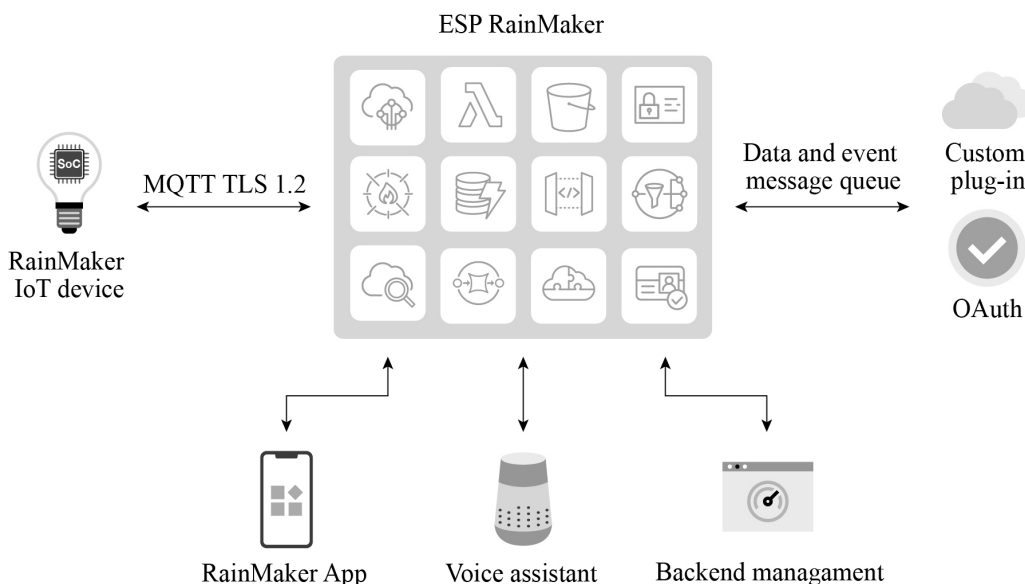 ESP RainMaker
SoC
</>
MQTT TLS 1.2
RainMaker
IoT device
Data and event
message queue
Custom
plug-in
OAuth
RainMaker App
Voice assistant
Backend managament